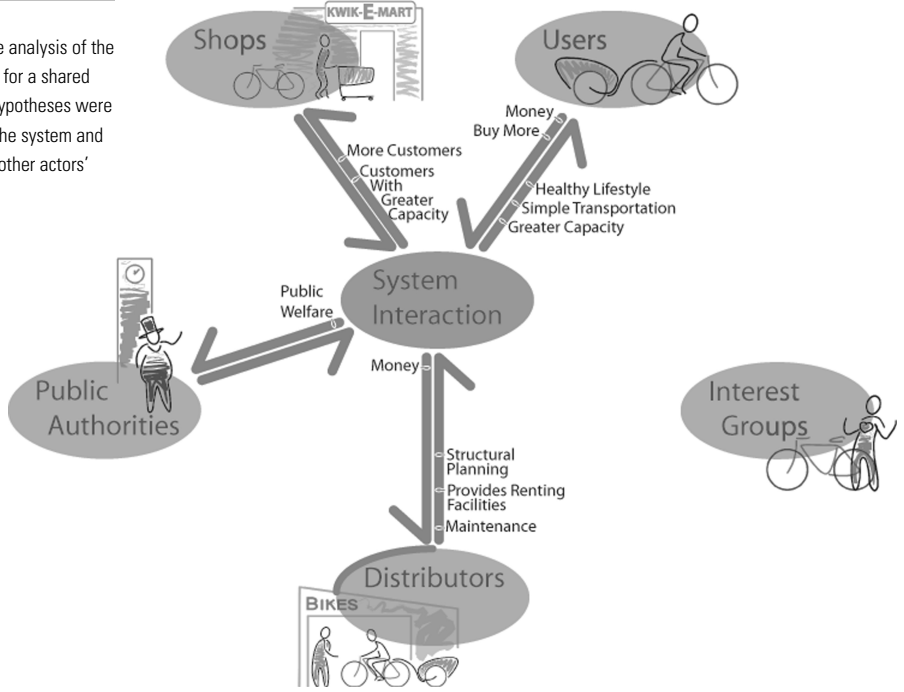 e analysis of the
for a shared
ypotheses were
he system and
other actors'
KWIK-E-MART
Shops
Users
Money
Buy More
More Customers
Customers
With
Greater
Capacity
Healthy Lifestyle
Simple Transportation
Greater Capacity
System
Interaction
Public
Welfare
Public
Authorities
Money
Interest
Groups
Structural
Planning
Provides Renting
Facilities
Maintenance
Distributors
BIKES